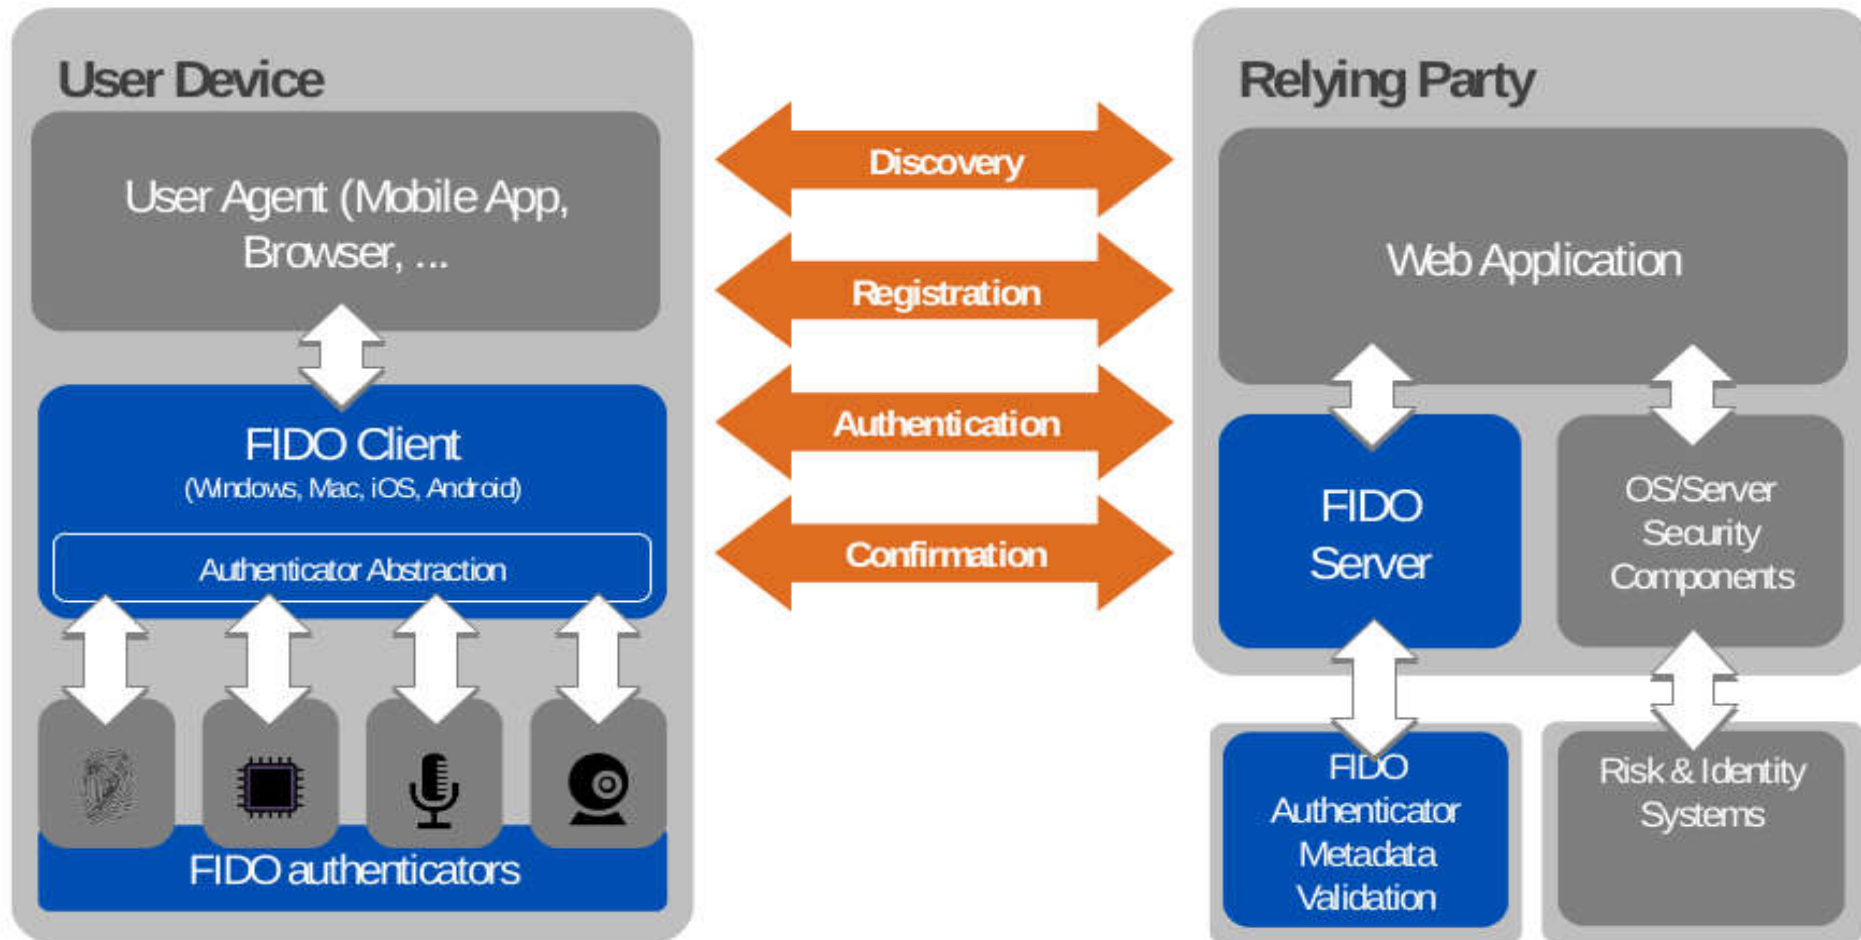 User Device
User Agent (Mobile App,
Browser, ...
FIDO Client
(Windows, Mac, iOS, Android)
Authenticator Abstraction
FIDO authenticators
Discovery
Registration
Authentication
Confirmation
Relying Party
Web Application
FIDO
Server
OS/Server
Security
Components
FIDO
Authenticator
Metadata
Validation
Risk & Identity
Systems